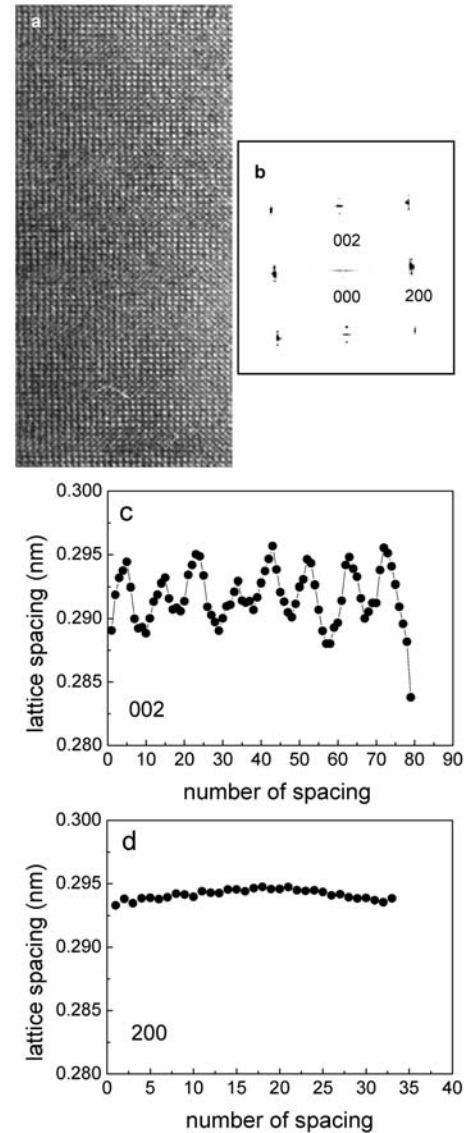 a
b
002
000 200
0.300
c
0.295
0.290
0.285
002
0.280
0 10 20 30 40 50 60 70 80 90
lattice spacing (nm)
number of spacing
0.300
d
0.295
0.290
0.285
200
0.280
0 5 10 15 20 25 30 35 40
lattice spacing (nm)
number of spacing